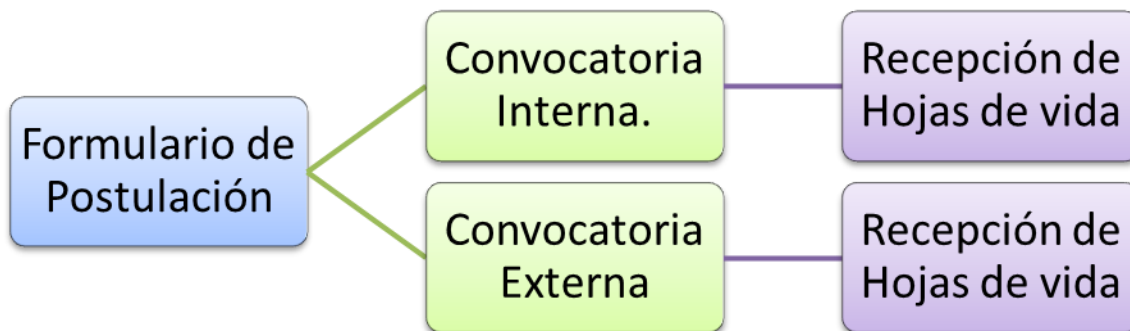 Formulario de
Postulación
Convocatoria
Interna.
Recepción de
Hojas de vida
Convocatoria
Externa
Recepción de
Hojas de vida